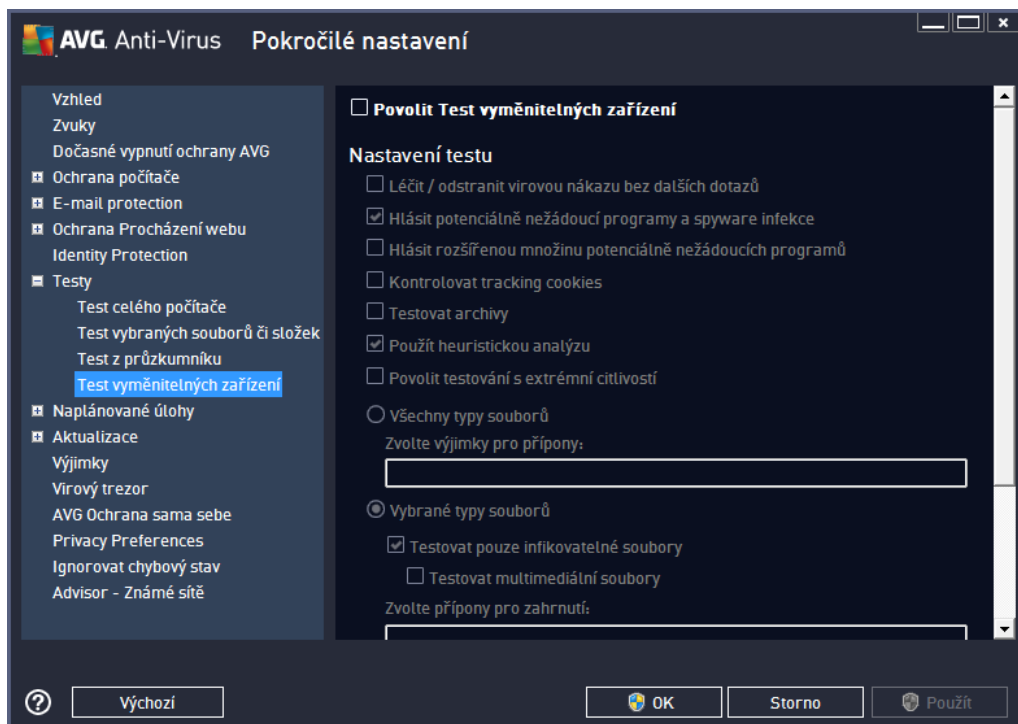 AVG. Anti-Virus Pokročilé nastavení
Vzhled
Zvuky
Dočasné vypnutí ochrany AVG
Ochrana počítače
E-mail protection
Ochrana Procházení webu
Identity Protection
Testy
Test celého počítače
Test vybraných souborů či složek
Test z průzkumníku
Test vyměnitelných zařízení
Naplánované úlohy
Aktualizace
Výjimky
Virový trezor
AVG Ochrana sama sebe
Privacy Preferences
Ignorovat chybový stav
Advisor - Známé sítě
Povolit Test vyměnitelných zařízení
Nastavení testu
Léčit / odstranit virovou nákazu bez dalších dotazů
Hlásit potenciálně nežádoucí programy a spyware infekce
Hlásit rozšířenou množinu potenciálně nežádoucích programů
Kontrolovat tracking cookies
Testovat archivy
Použít heuristickou analýzu
Povolit testování s extrémní citlivostí
Všechny typy souborů
Zvolte výjimky pro přípony:
Vybrané typy souborů
Testovat pouze infikovatelné soubory
Testovat multimediální soubory
Zvolte přípony pro zahrnutí:
? Výchozí OK Storno Použít